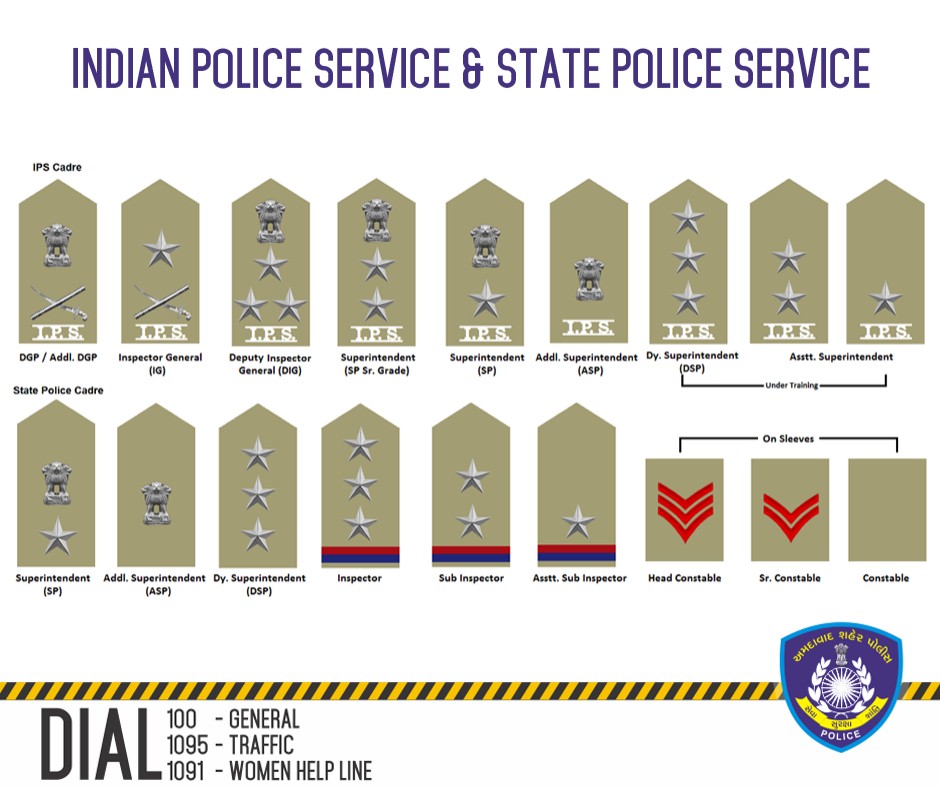 INDIAN POLICE SERVICE & STATE POLICE SERVICE
IPS Cadre
I.P.S. I.P.S. I.P.S. I.P.S. I.P.S. I.P.S. I.P.S. I.P.S. I.P.S.
DGP / Addl. DGP
Inspector General
(IG)
Deputy Inspector
General (DIG)
Superintendent
(SP Sr. Grade)
Superintendent
(SP)
Addl. Superintendent
(ASP)
Dy. Superintendent
(DSP)
Asstt. Superintendent
Under Training
State Police Cadre
On Sleeves
Superintendent
(SP)
Addl. Superintendent
(ASP)
Dy. Superintendent
(DSP)
Inspector
Sub Inspector
Asstt. Sub Inspector
Head Constable
Sr. Constable
Constable
અમદાવાદ શહેર પોલીસ
સેવા સુરક્ષા શાંતિ
POLICE
DIAL
100 - GENERAL
1095 - TRAFFIC
1091 - WOMEN HELP LINE